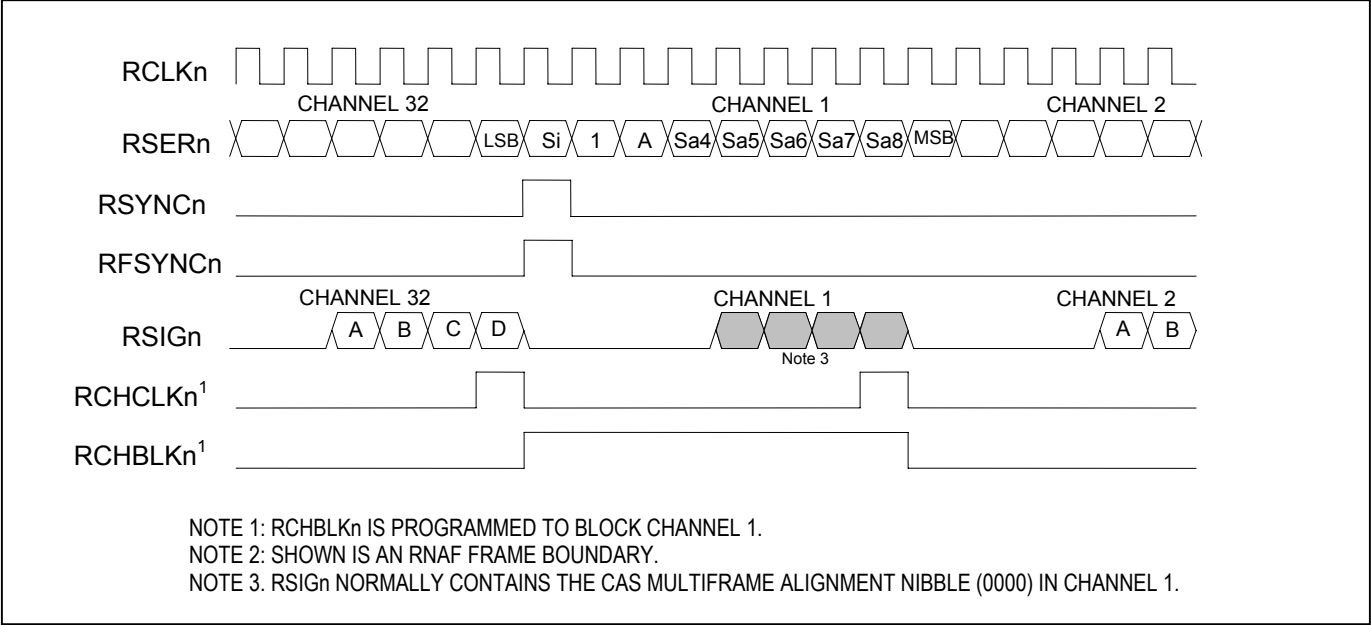 RCLKn
CHANNEL 32 CHANNEL 1 CHANNEL 2
RSERn LSB Si 1 A Sa4 Sa5 Sa6 Sa7 Sa8 MSB
RSYNCn
RFSYNCn
CHANNEL 32 CHANNEL 1 CHANNEL 2
RSIGn A B C D A B
Note 3
RCHCLKn1
RCHBLKn1
NOTE 1: RCHBLKn IS PROGRAMMED TO BLOCK CHANNEL 1.
NOTE 2: SHOWN IS AN RNAF FRAME BOUNDARY.
NOTE 3. RSIGn NORMALLY CONTAINS THE CAS MULTIFRAME ALIGNMENT NIBBLE (0000) IN CHANNEL 1.